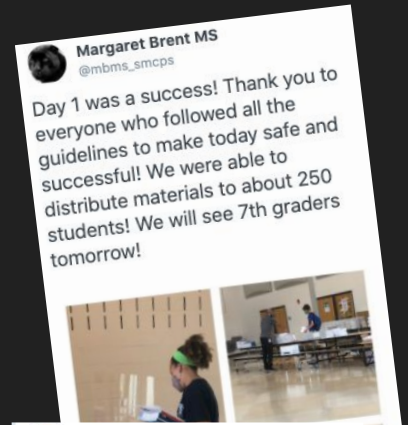 Margaret Brent MS
@mbms_smcps
Day 1 was a success! Thank you to
everyone who followed all the
guidelines to make today safe and
successful! We were able to
distribute materials to about 250
students! We will see 7th graders
tomorrow!